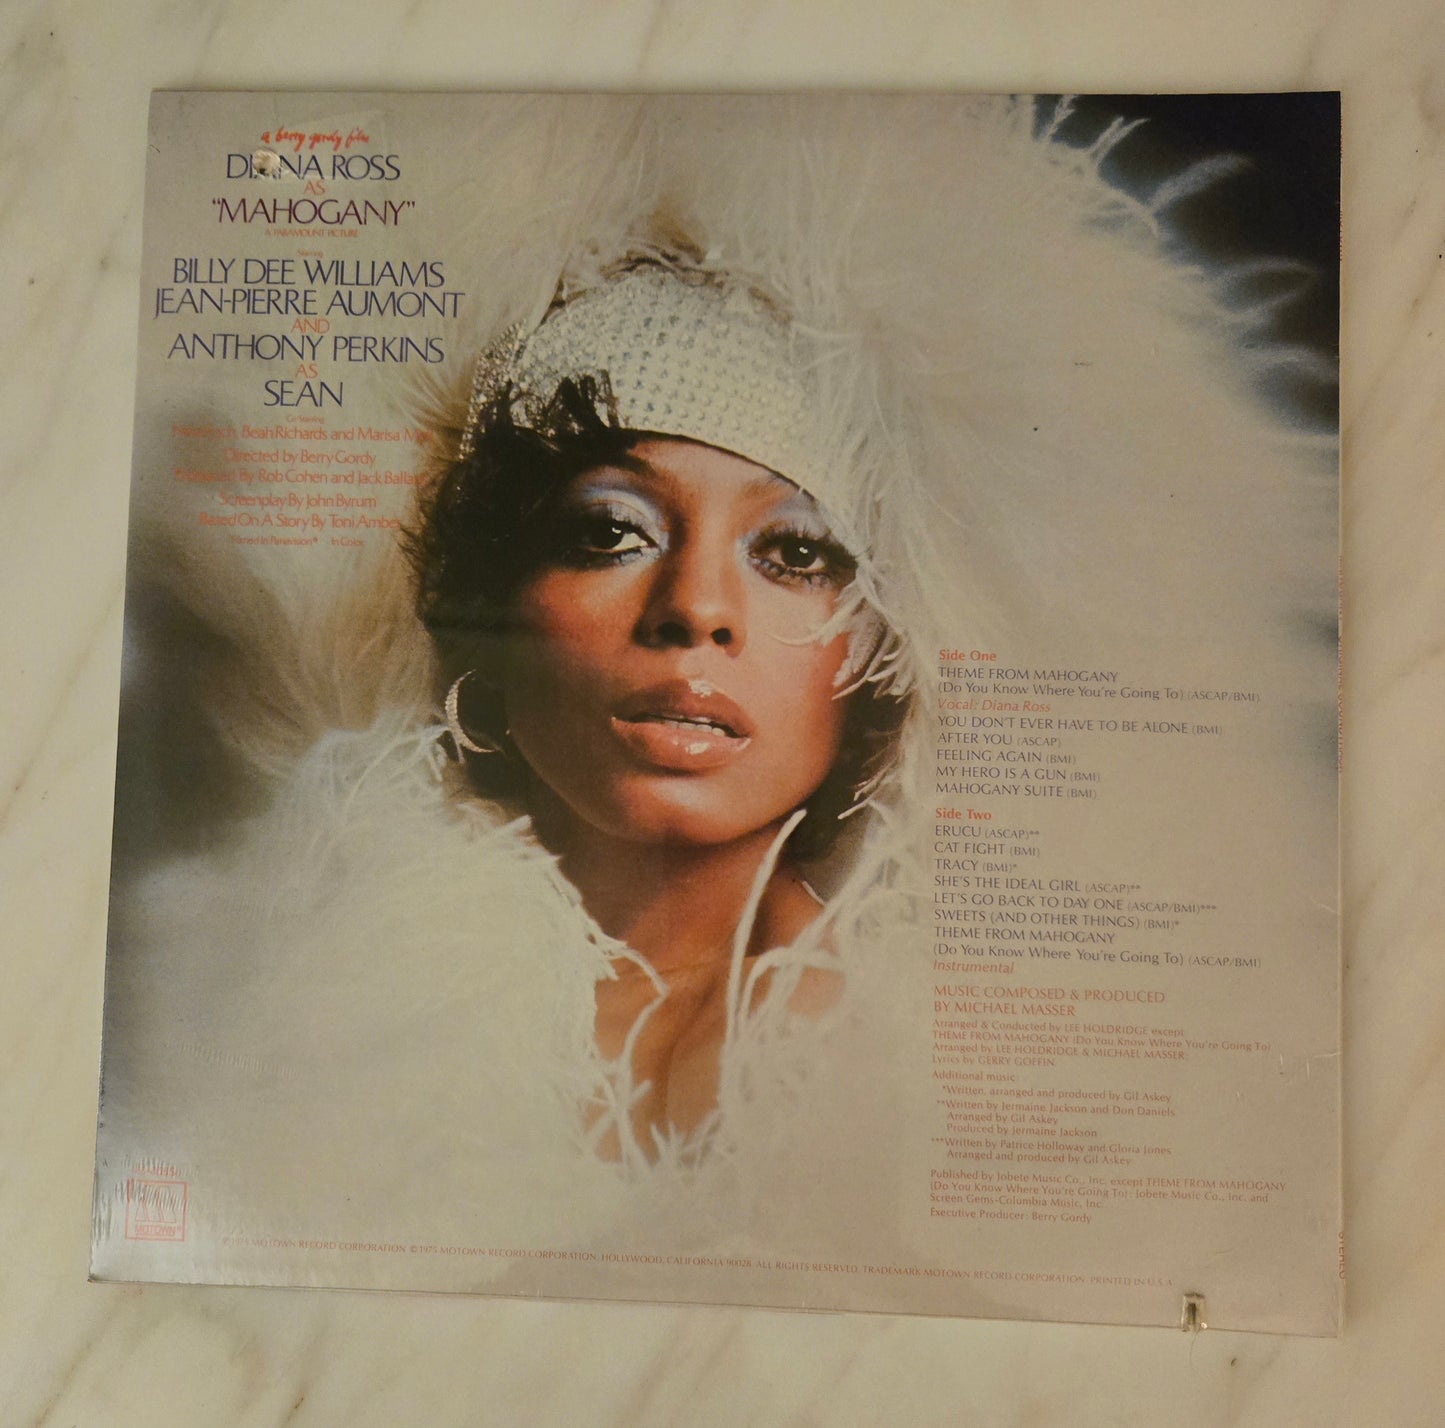 a berry gordy film
DIANA ROSS
AS
"MAHOGANY"
A PARAMOUNT PICTURE
Starring
BILLY DEE WILLIAMS
JEAN-PIERRE AUMONT
AND
ANTHONY PERKINS
AS
SEAN
Co-Starring
Beah Richards and Marisa
Directed by Berry Gordy
Produced By Rob Cohen and Jack Ballard
Screenplay By John Byrum
Based On A Story By Toni Amber
Filmed In Panavision® In Color
Side One
THEME FROM MAHOGANY
(Do You Know Where You're Going To) (ASCAP/BMI)
Vocal: Diana Ross
YOU DON'T EVER HAVE TO BE ALONE (BMI)
AFTER YOU (ASCAP)
FEELING AGAIN (BMI)
MY HERO IS A GUN (BMI)
MAHOGANY SUITE (BMI)
Side Two
ERUCU (ASCAP)**
CAT FIGHT (BMI)
TRACY (BMI)*
SHE'S THE IDEAL GIRL (ASCAP)**
LET'S GO BACK TO DAY ONE (ASCAP/BMI)***
SWEETS (AND OTHER THINGS) (BMI)*
THEME FROM MAHOGANY
(Do You Know Where You're Going To) (ASCAP/BMI)
Instrumental
MUSIC COMPOSED & PRODUCED
BY MICHAEL MASSER
Arranged & Conducted by LEE HOLDRIDGE except
THEME FROM MAHOGANY (Do You Know Where You're Going To)
Arranged by LEE HOLDRIDGE & MICHAEL MASSER;
Lyrics by GERRY GOFFIN.
Additional music:
*Written, arranged and produced by Gil Askey
**Written by Jermaine Jackson and Don Daniels
Arranged by Gil Askey
Produced by Jermaine Jackson
***Written by Patrice Holloway and Gloria Jones
Arranged and produced by Gil Askey
Published by Jobete Music Co., Inc. except THEME FROM MAHOGANY
(Do You Know Where You're Going To): Jobete Music Co., Inc. and
Screen Gems-Columbia Music, Inc.
Executive Producer: Berry Gordy
MOTOWN®
℗1975 MOTOWN RECORD CORPORATION ©1975 MOTOWN RECORD CORPORATION, HOLLYWOOD, CALIFORNIA 90028. ALL RIGHTS RESERVED. TRADEMARK MOTOWN RECORD CORPORATION. PRINTED IN U.S.A.
STEREO